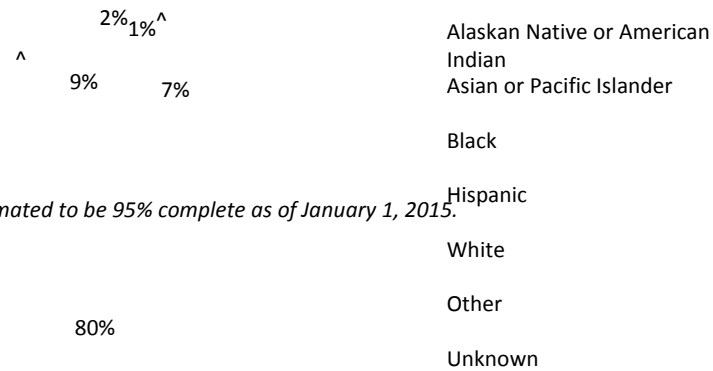 2%
1%^
^
9%
7%
80%
Alaskan Native or American
Indian
Asian or Pacific Islander
Black
Hispanic
mated to be 95% complete as of January 1, 2015.
White
Other
Unknown